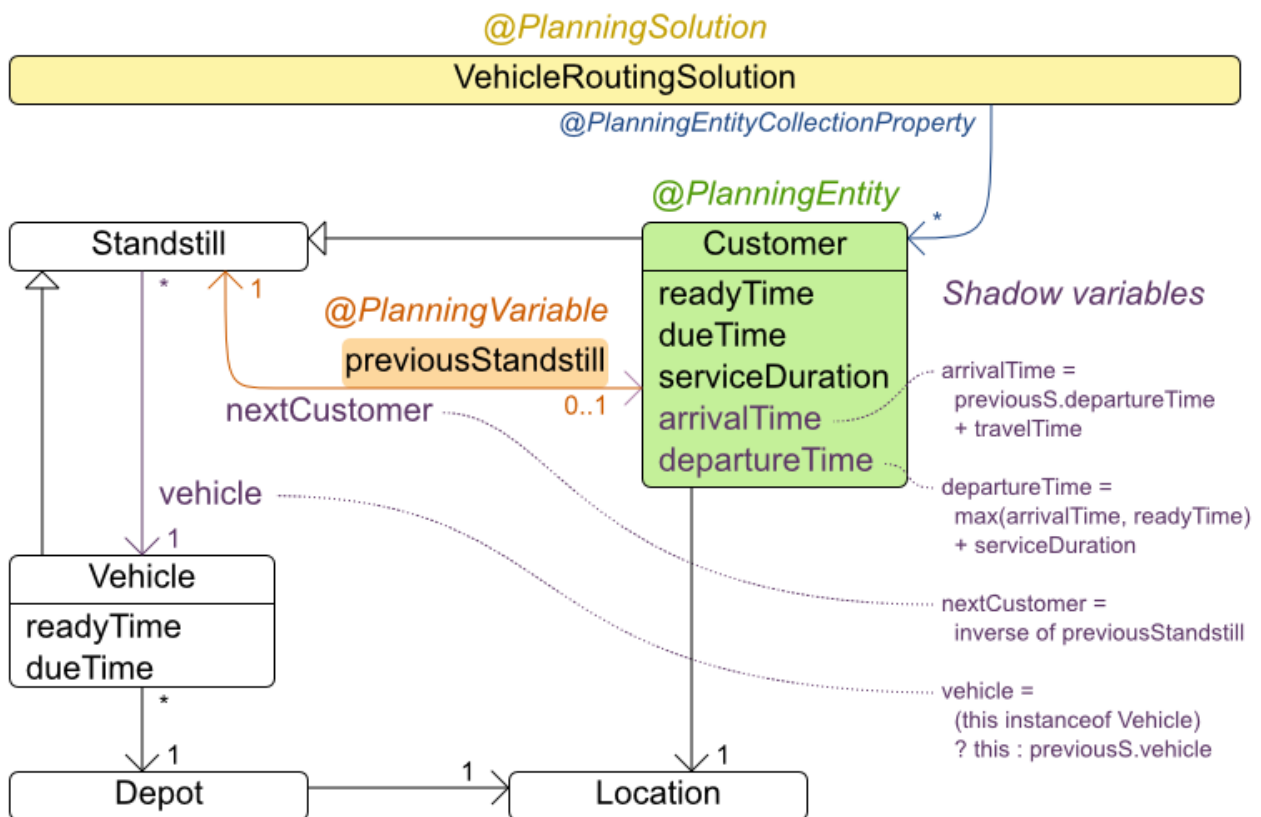 @PlanningSolution
VehicleRoutingSolution
@PlanningEntityCollectionProperty
@PlanningEntity
*
Standstill
Customer
*
1
@PlanningVariable
previousStandstill
nextCustomer
0..1
readyTime
dueTime
serviceDuration
arrivalTime
departureTime
Shadow variables
arrivalTime =
previousS.departureTime
+ travelTime
departureTime =
max(arrivalTime, readyTime)
+ serviceDuration
nextCustomer =
inverse of previousStandstill
vehicle =
(this instanceof Vehicle)
? this : previousS.vehicle
vehicle
1
Vehicle
readyTime
dueTime
*
1
Depot
1
1
Location